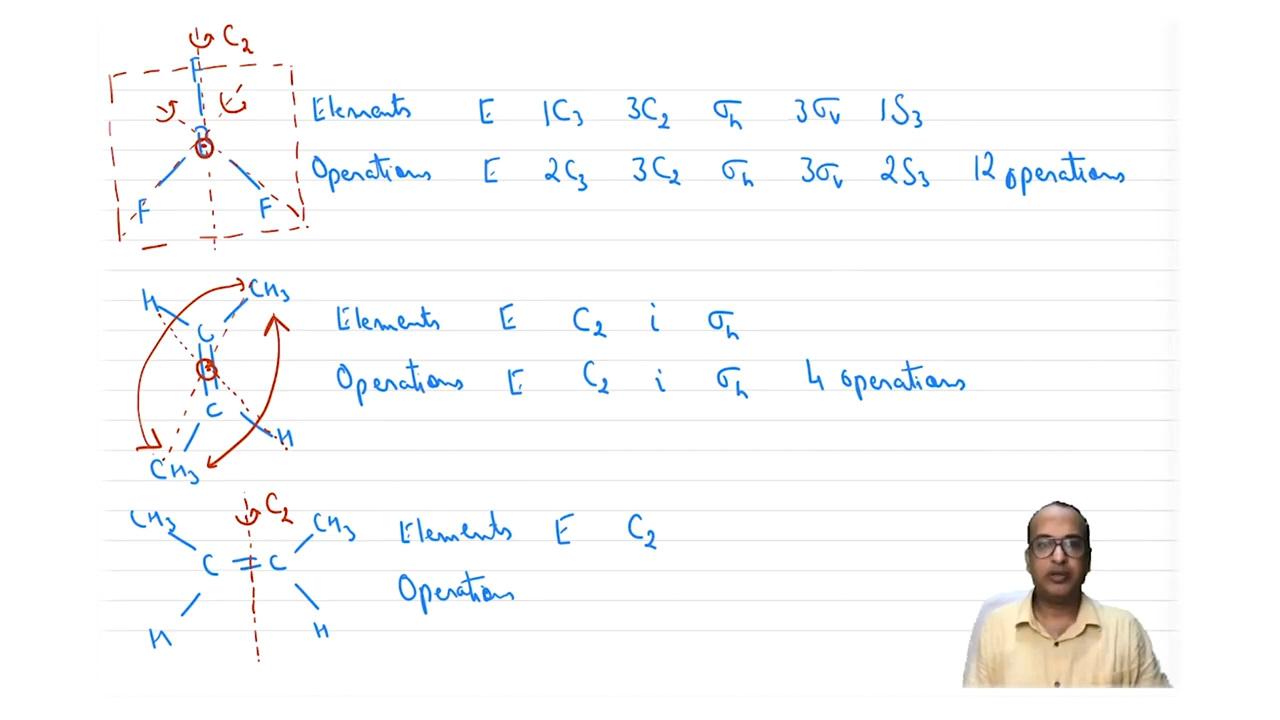 C₂
F
B
F F
Elements E 1C₃ 3C₂ σₕ 3σᵥ 1S₃
Operations E 2C₃ 3C₂ σₕ 3σᵥ 2S₃ 12 operations
H CH₃
C
C
CH₃ H
Elements E C₂ i σₕ
Operations E C₂ i σₕ 4 operations
C₂
CH₃ CH₃
C = C
H H
Elements E C₂
Operations